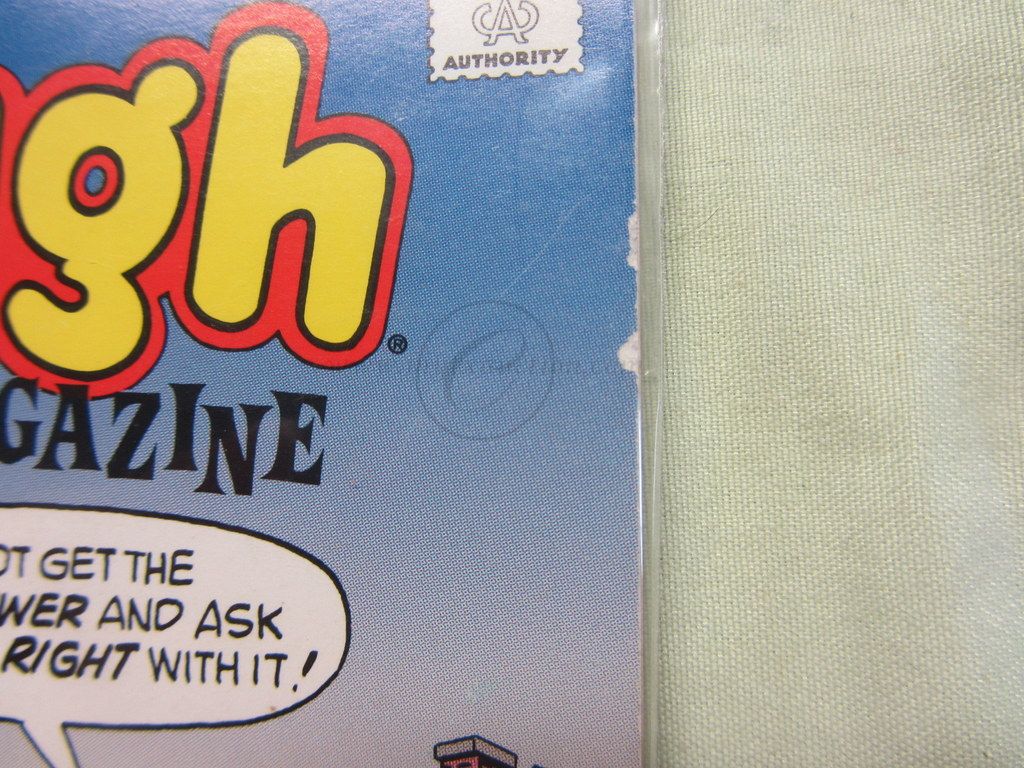 AUTHORITY
gh®
GAZINE
OT GET THE
WER AND ASK
RIGHT WITH IT!